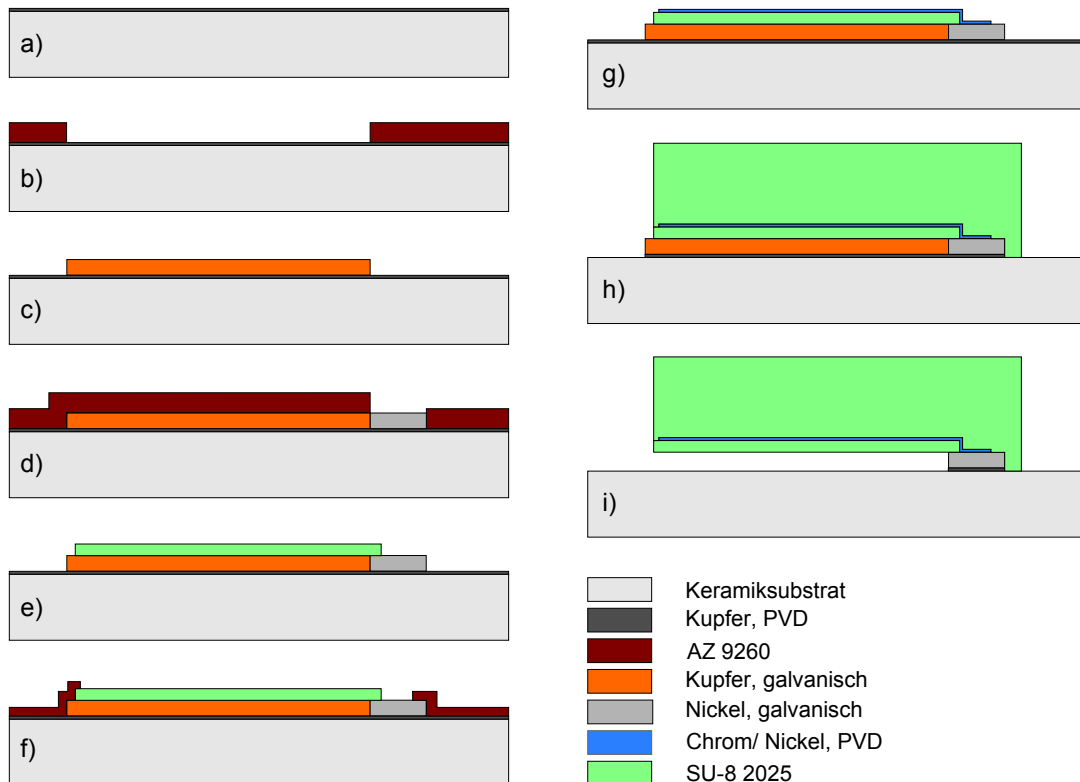 a)
b)
c)
d)
e)
f)
g)
h)
i)
Keramiksubstrat
Kupfer, PVD
AZ 9260
Kupfer, galvanisch
Nickel, galvanisch
Chrom/ Nickel, PVD
SU-8 2025